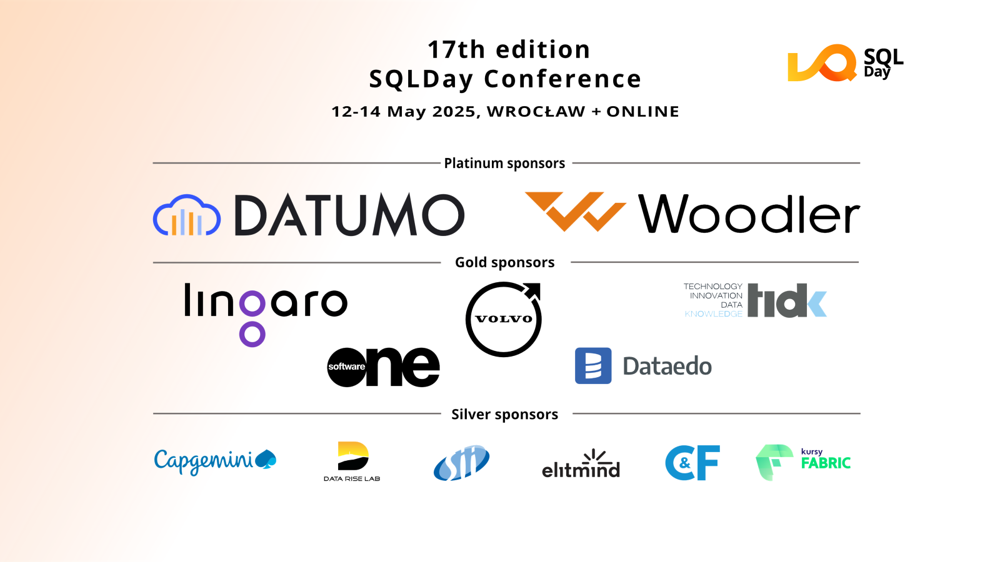 17th edition
SQLDay Conference
12-14 May 2025, WROCŁAW + ONLINE
SQL
Day
Platinum sponsors
DATUMO
Woodler
Gold sponsors
lingaro
VOLVO
TECHNOLOGY
INNOVATION
DATA
KNOWLEDGE
tidk
software one
Dataedo
Silver sponsors
Capgemini
DATA RISE LAB
sii
elitmind
C&F
kursy
FABRIC